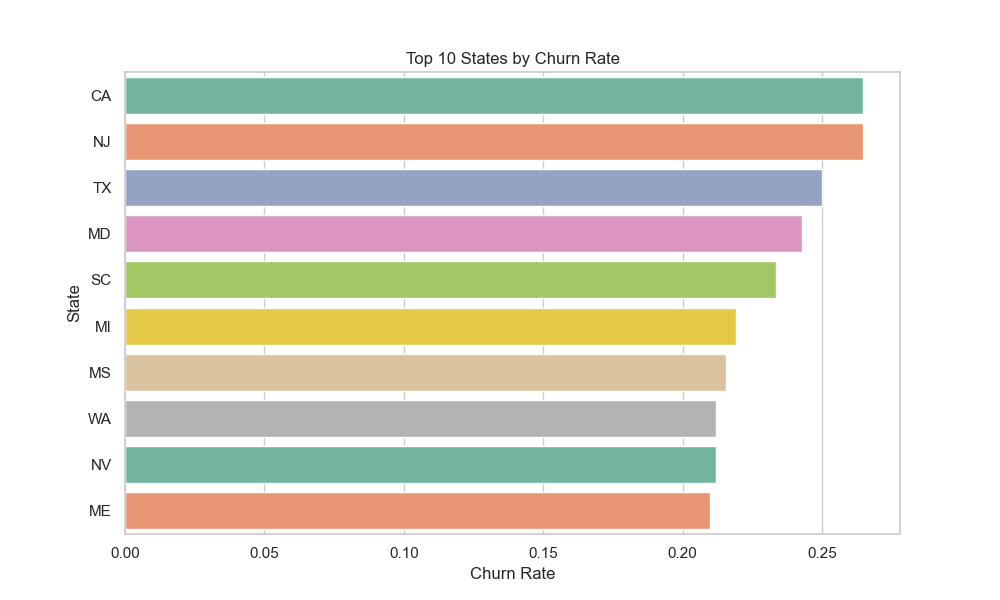 Top 10 States by Churn Rate
CA
NJ
TX
MD
SC
MI
MS
WA
NV
ME
State
0.00 0.05 0.10 0.15 0.20 0.25
Churn Rate